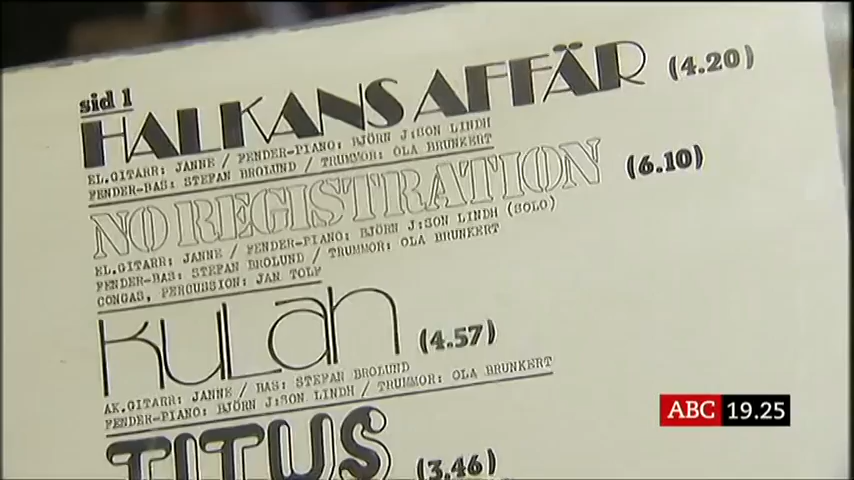 sid 1
HALKANS AFFÄR (4.20)
EL.GITARR: JANNE / FENDER-PIANO: BJÖRN J:SON LINDH
FENDER-BAS: STEFAN BROLUND / TRUMMOR: OLA BRUNKERT
NO REGISTRATION (6.10)
EL.GITARR: JANNE / FENDER-PIANO: BJÖRN J:SON LINDH (SOLO)
FENDER-BAS: STEFAN BROLUND / TRUMMOR: OLA BRUNKERT
CONGAS, PERCUSSION: JAN TOLF
Kulan (4.57)
AK.GITARR: JANNE / BAS: STEFAN BROLUND
FENDER-PIANO: BJÖRN J:SON LINDH / TRUMMOR: OLA BRUNKERT
TITUS (3.46)
ABC 19.25